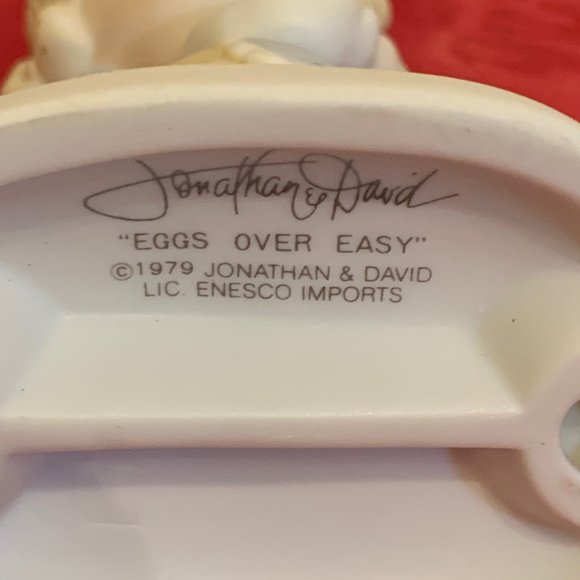 Jonathan & David
"EGGS OVER EASY"
©1979 JONATHAN & DAVID
LIC. ENESCO IMPORTS